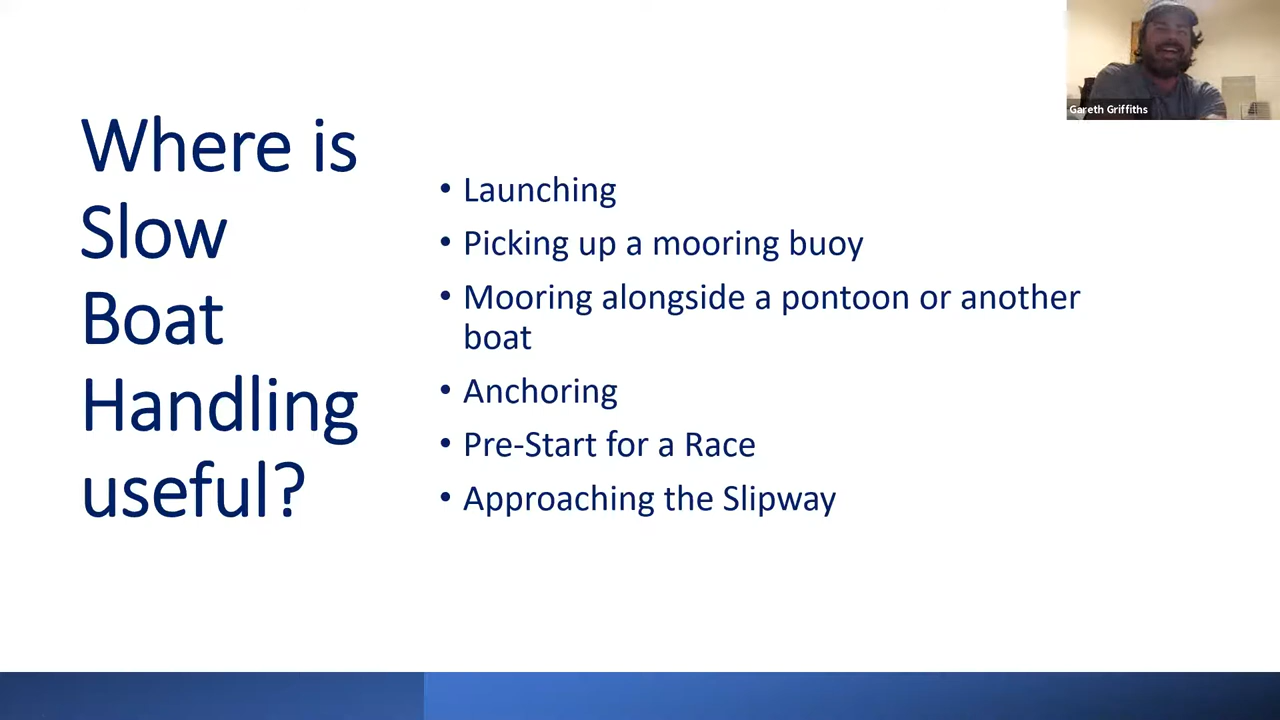 Where is
Slow
Boat
Handling
useful?
• Launching
• Picking up a mooring buoy
• Mooring alongside a pontoon or another
boat
• Anchoring
• Pre-Start for a Race
• Approaching the Slipway
Gareth Griffiths